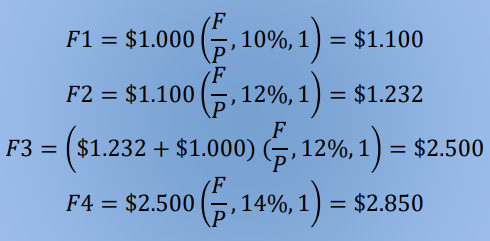 F1 = $1.000 (F/P, 10%, 1) = $1.100
F2 = $1.100 (F/P, 12%, 1) = $1.232
F3 = ($1.232 + $1.000) (F/P, 12%, 1) = $2.500
F4 = $2.500 (F/P, 14%, 1) = $2.850